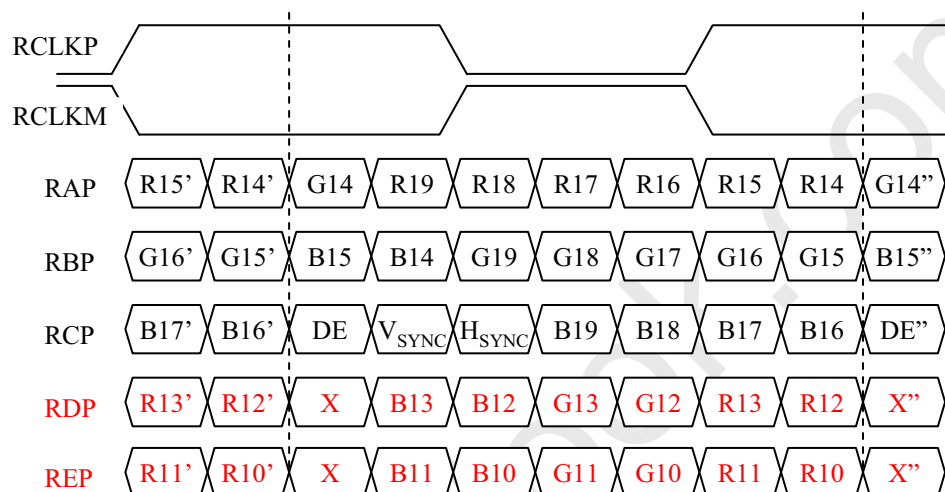 RCLKP
RCLKM
RAP R15’ R14’ G14 R19 R18 R17 R16 R15 R14 G14”
RBP G16’ G15’ B15 B14 G19 G18 G17 G16 G15 B15”
RCP B17’ B16’ DE VSYNC HSYNC B19 B18 B17 B16 DE”
RDP R13’ R12’ X B13 B12 G13 G12 R13 R12 X”
REP R11’ R10’ X B11 B10 G11 G10 R11 R10 X”